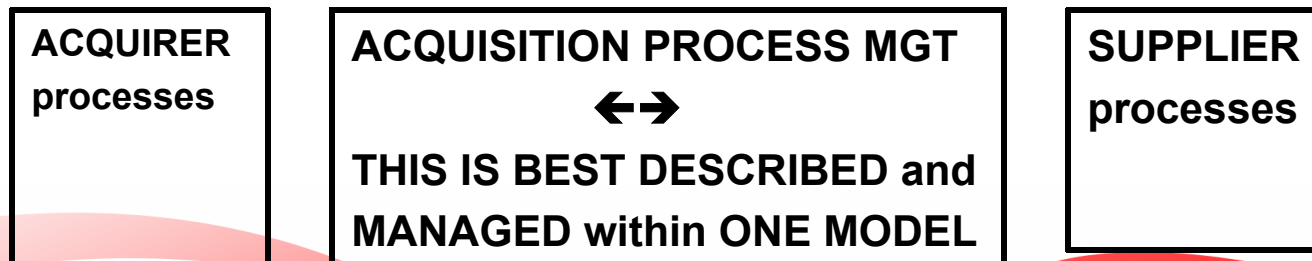 ACQUIRER
processes
ACQUISITION PROCESS MGT
←→
THIS IS BEST DESCRIBED and
MANAGED within ONE MODEL
SUPPLIER
processes